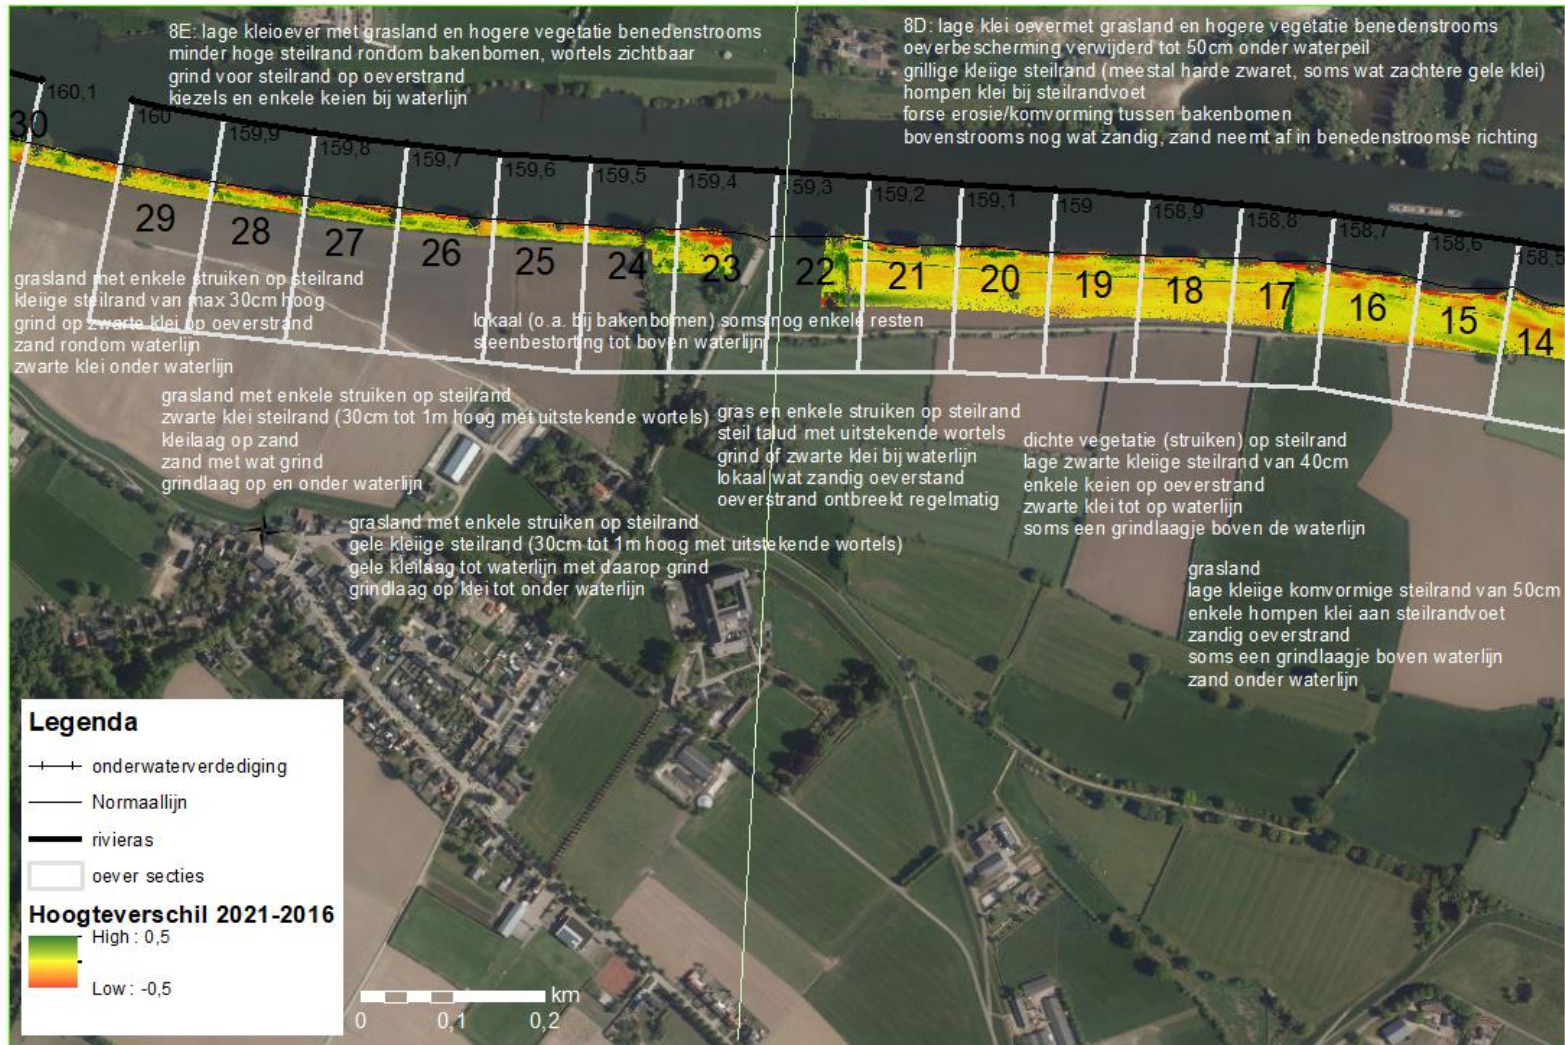 8E: lage kleioever met grasland en hogere vegetatie benedenstrooms
minder hoge steilrand rondom bakenbomen, wortels zichtbaar
grind voor steilrand op oeverstrand
kiezels en enkele keien bij waterlijn
8D: lage klei oevermet grasland en hogere vegetatie benedenstrooms
oeverbescherming verwijderd tot 50cm onder waterpeil
grillige kleiige steilrand (meestal harde zwaret, soms wat zachtere gele klei)
hompen klei bij steilrandvoet
forse erosie/komvorming tussen bakenbomen
bovenstrooms nog wat zandig, zand neemt af in benedenstroomse richting
160,1
160
159,9
159,8
159,7
159,6
159,5
159,4
159,3
159,2
159,1
159
158,9
158,8
158,7
158,6
158,5
30
29
28
27
26
25
24
23
22
21
20
19
18
17
16
15
14
grasland met enkele struiken op steilrand
kleiige steilrand van max 30cm hoog
grind op zwarte klei op oeverstrand
zand rondom waterlijn
zwarte klei onder waterlijn
lokaal (o.a. bij bakenbomen) soms nog enkele resten
steenbestorting tot boven waterlijn
grasland met enkele struiken op steilrand
zwarte klei steilrand (30cm tot 1m hoog met uitstekende wortels)
kleilaag op zand
zand met wat grind
grindlaag op en onder waterlijn
gras en enkele struiken op steilrand
steil talud met uitstekende wortels
grind of zwarte klei bij waterlijn
lokaal wat zandig oeverstand
oeverstrand ontbreekt regelmatig
dichte vegetatie (struiken) op steilrand
lage zwarte kleiige steilrand van 40cm
enkele keien op oeverstrand
zwarte klei tot op waterlijn
soms een grindlaagje boven de waterlijn
grasland met enkele struiken op steilrand
gele kleiige steilrand (30cm tot 1m hoog met uitstekende wortels)
gele kleilaag tot waterlijn met daarop grind
grindlaag op klei tot onder waterlijn
grasland
lage kleiige komvormige steilrand van 50cm
enkele hompen klei aan steilrandvoet
zandig oeverstrand
soms een grindlaagje boven waterlijn
zand onder waterlijn
Legenda
onderwaterverdediging
Normaallijn
rivieras
oever secties
Hoogteverschil 2021-2016
High : 0,5
Low : -0,5
km
0 0,1 0,2